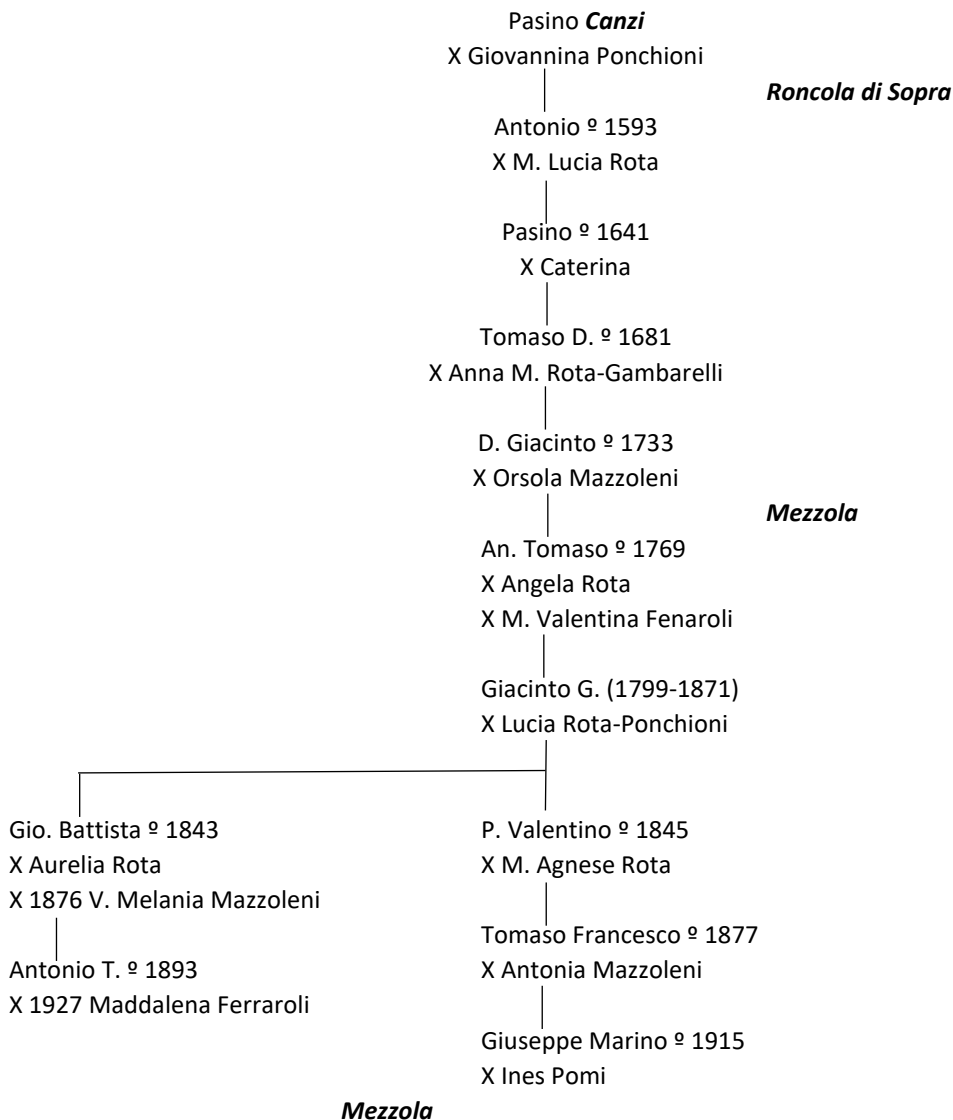 Pasino Canzi
X Giovannina Ponchioni
Roncola di Sopra
Antonio º 1593
X M. Lucia Rota
Pasino º 1641
X Caterina
Tomaso D. º 1681
X Anna M. Rota-Gambarelli
D. Giacinto º 1733
X Orsola Mazzoleni
Mezzola
An. Tomaso º 1769
X Angela Rota
X M. Valentina Fenaroli
Giacinto G. (1799-1871)
X Lucia Rota-Ponchioni
Gio. Battista º 1843
X Aurelia Rota
X 1876 V. Melania Mazzoleni
Antonio T. º 1893
X 1927 Maddalena Ferraroli
P. Valentino º 1845
X M. Agnese Rota
Tomaso Francesco º 1877
X Antonia Mazzoleni
Giuseppe Marino º 1915
X Ines Pomi
Mezzola